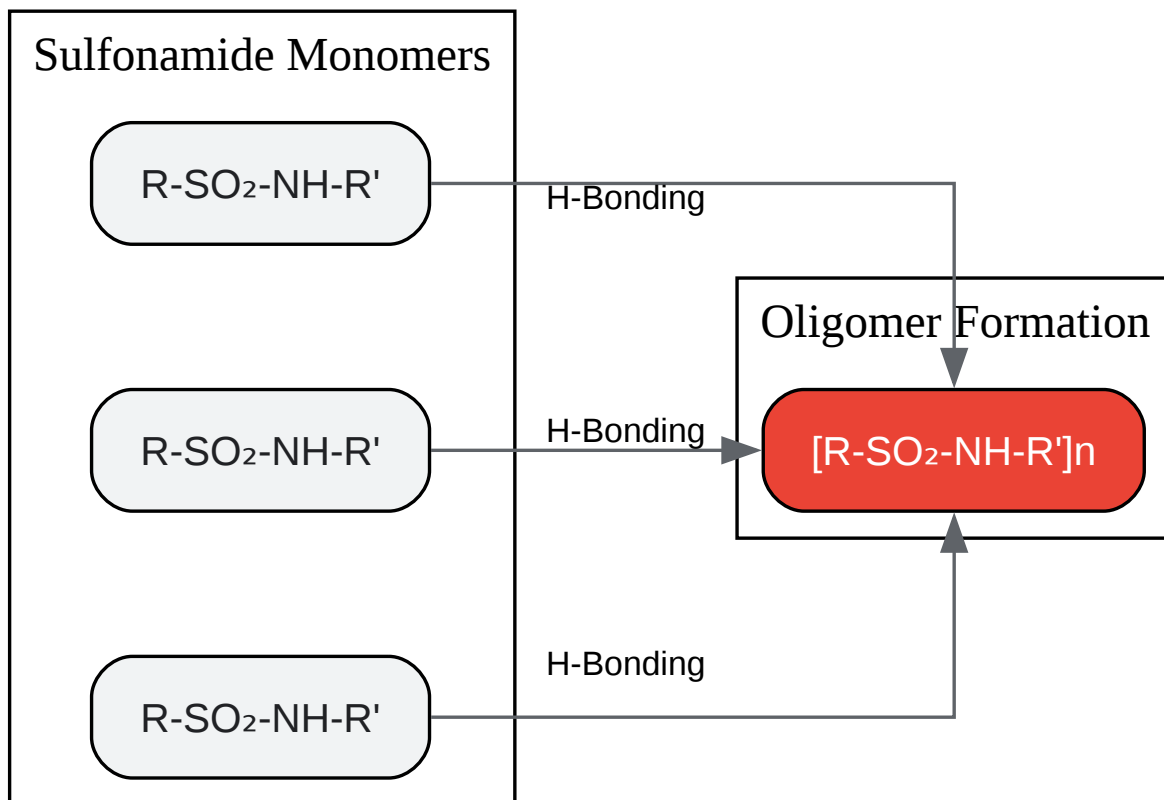 Sulfonamide Monomers
R-SO₂-NH-R'
H-Bonding
Oligomer Formation
R-SO₂-NH-R'
H-Bonding
[R-SO₂-NH-R']n
H-Bonding
R-SO₂-NH-R'